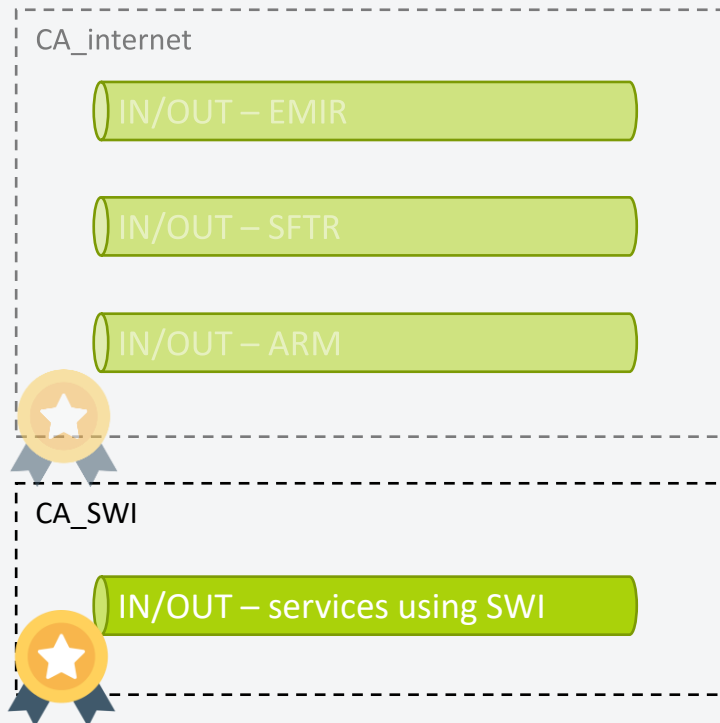 CA_internet
IN/OUT – EMIR
IN/OUT – SFTR
IN/OUT – ARM
CA_SWI
IN/OUT – services using SWI